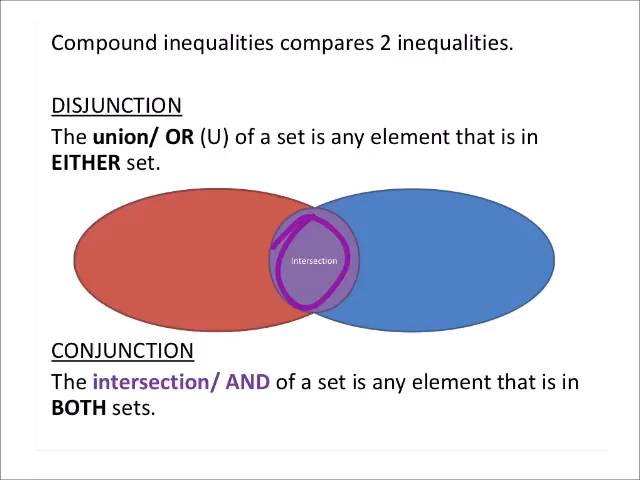 Compound inequalities compares 2 inequalities.
DISJUNCTION
The union/ OR (U) of a set is any element that is in
EITHER set.
Intersection
CONJUNCTION
The intersection/ AND of a set is any element that is in
BOTH sets.